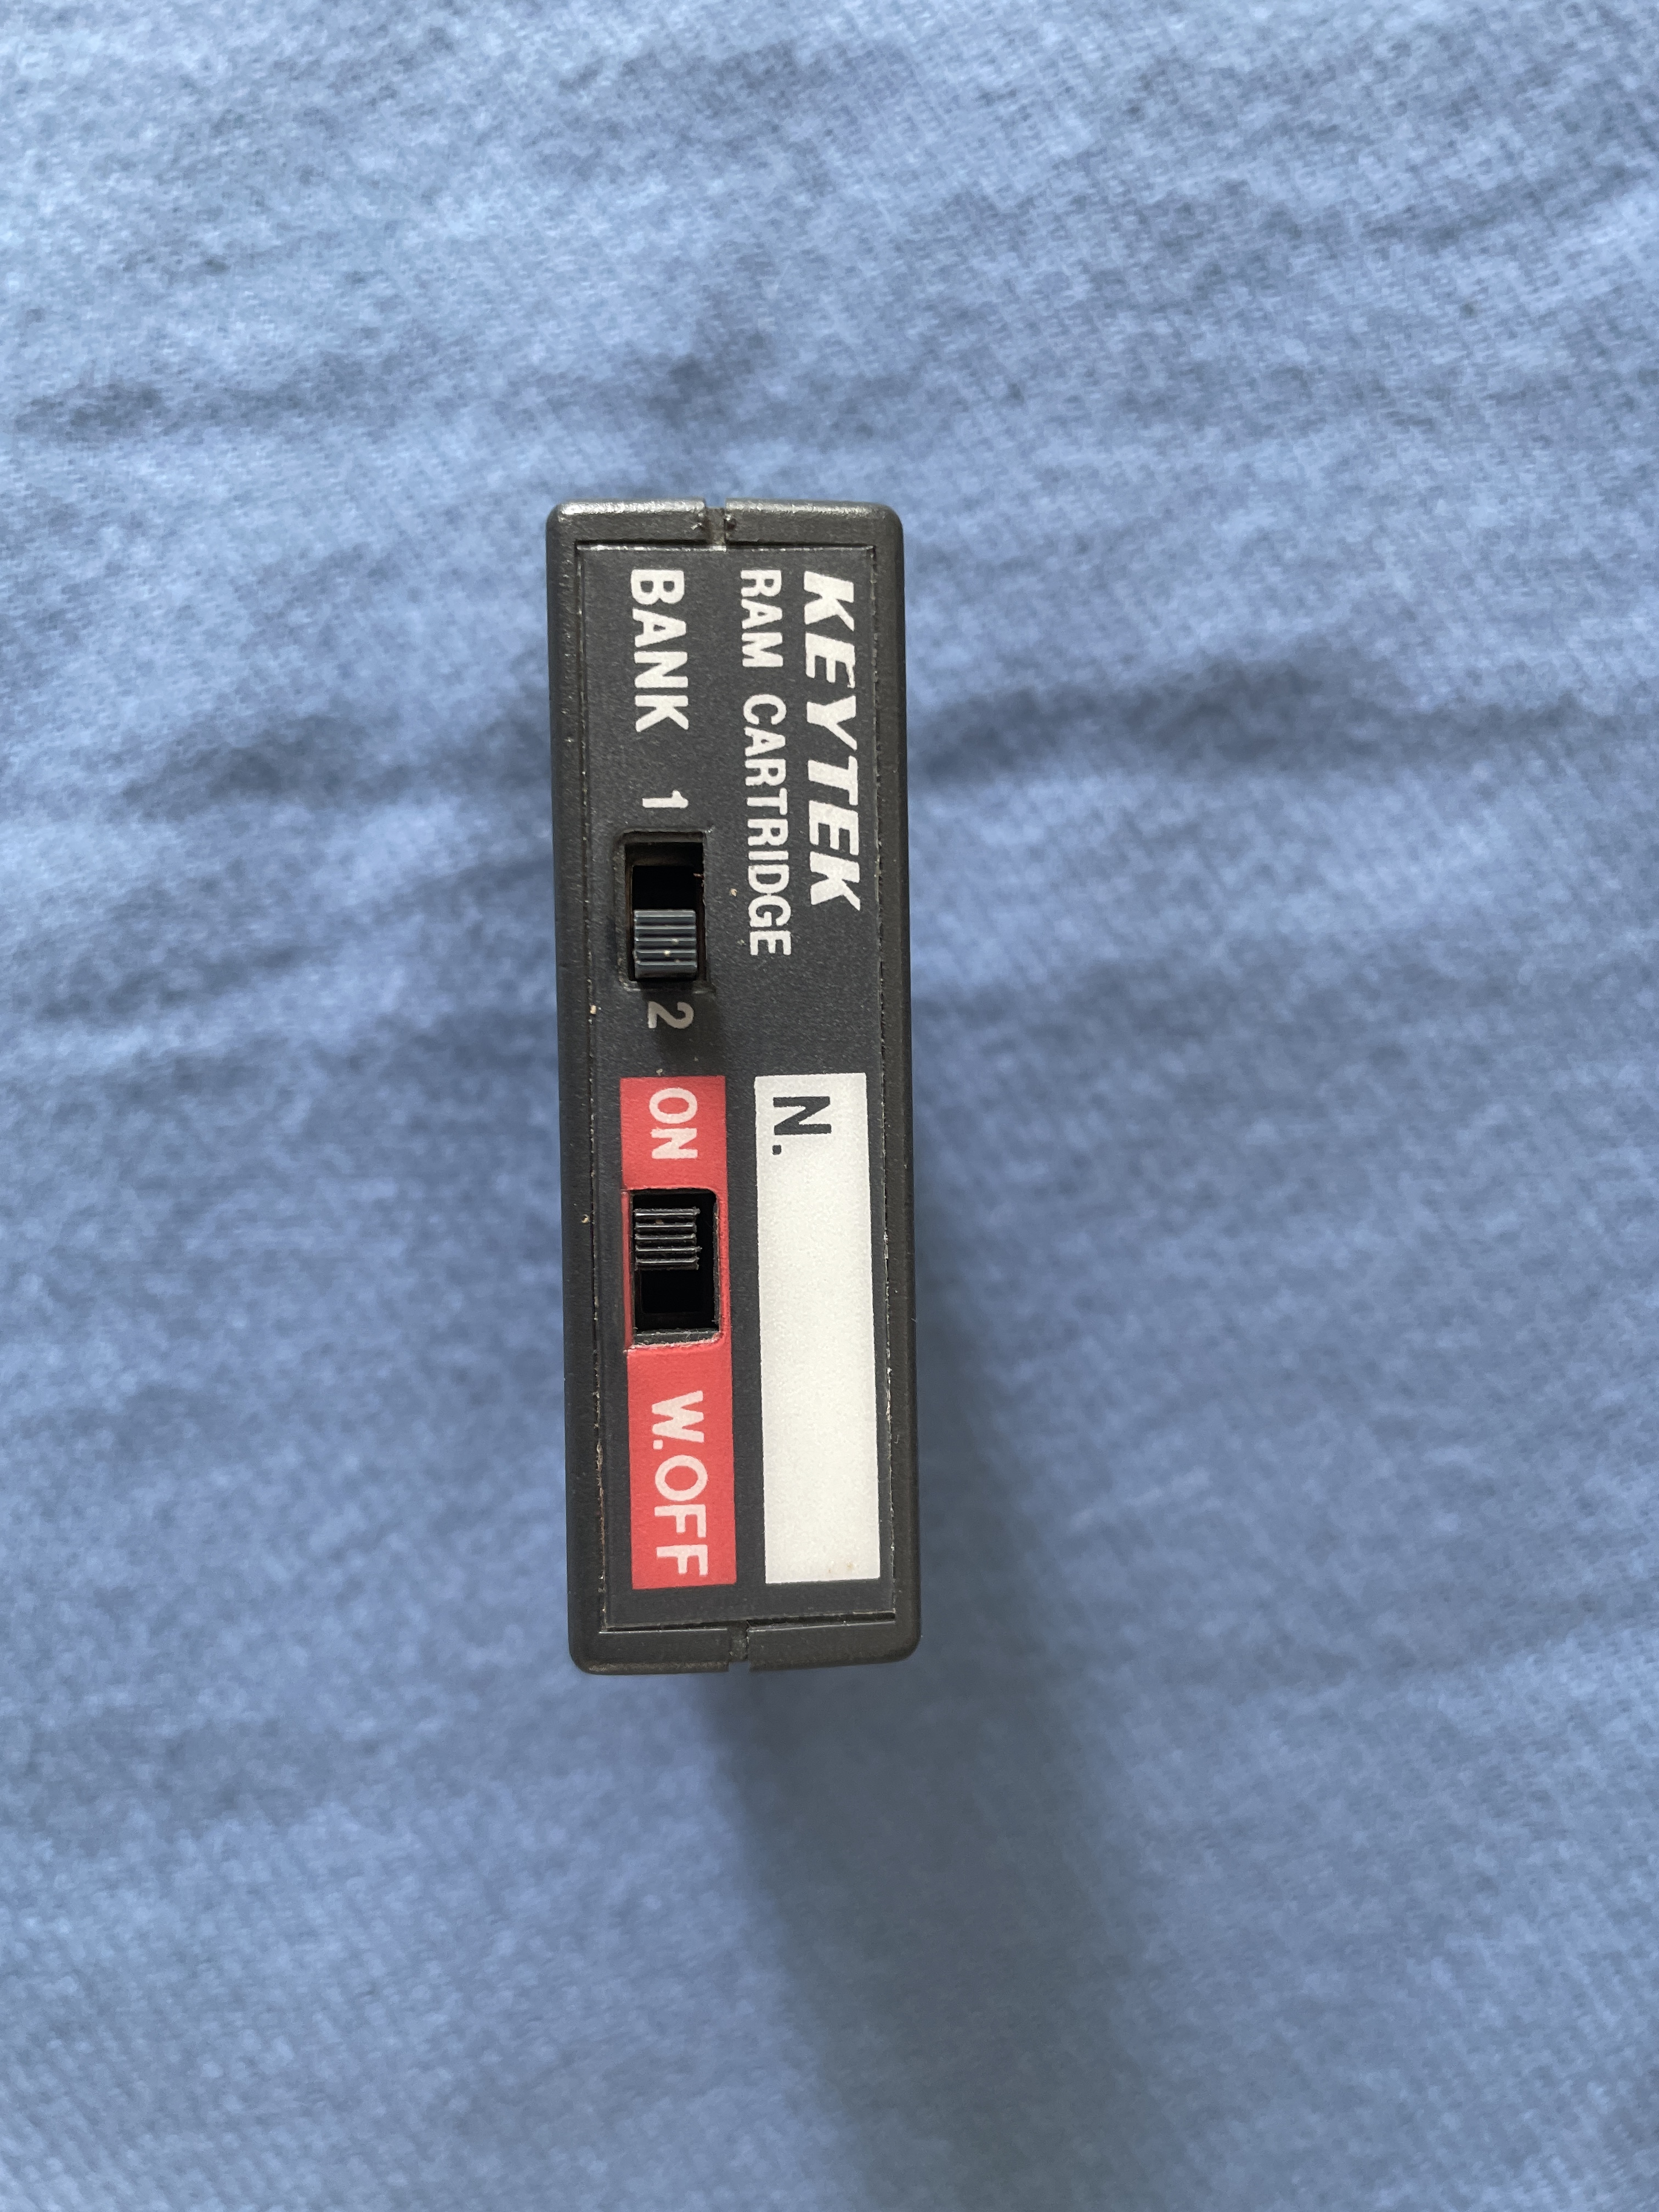 KEYTEK
RAM CARTRIDGE
N.
BANK 1 2 ON W.OFF